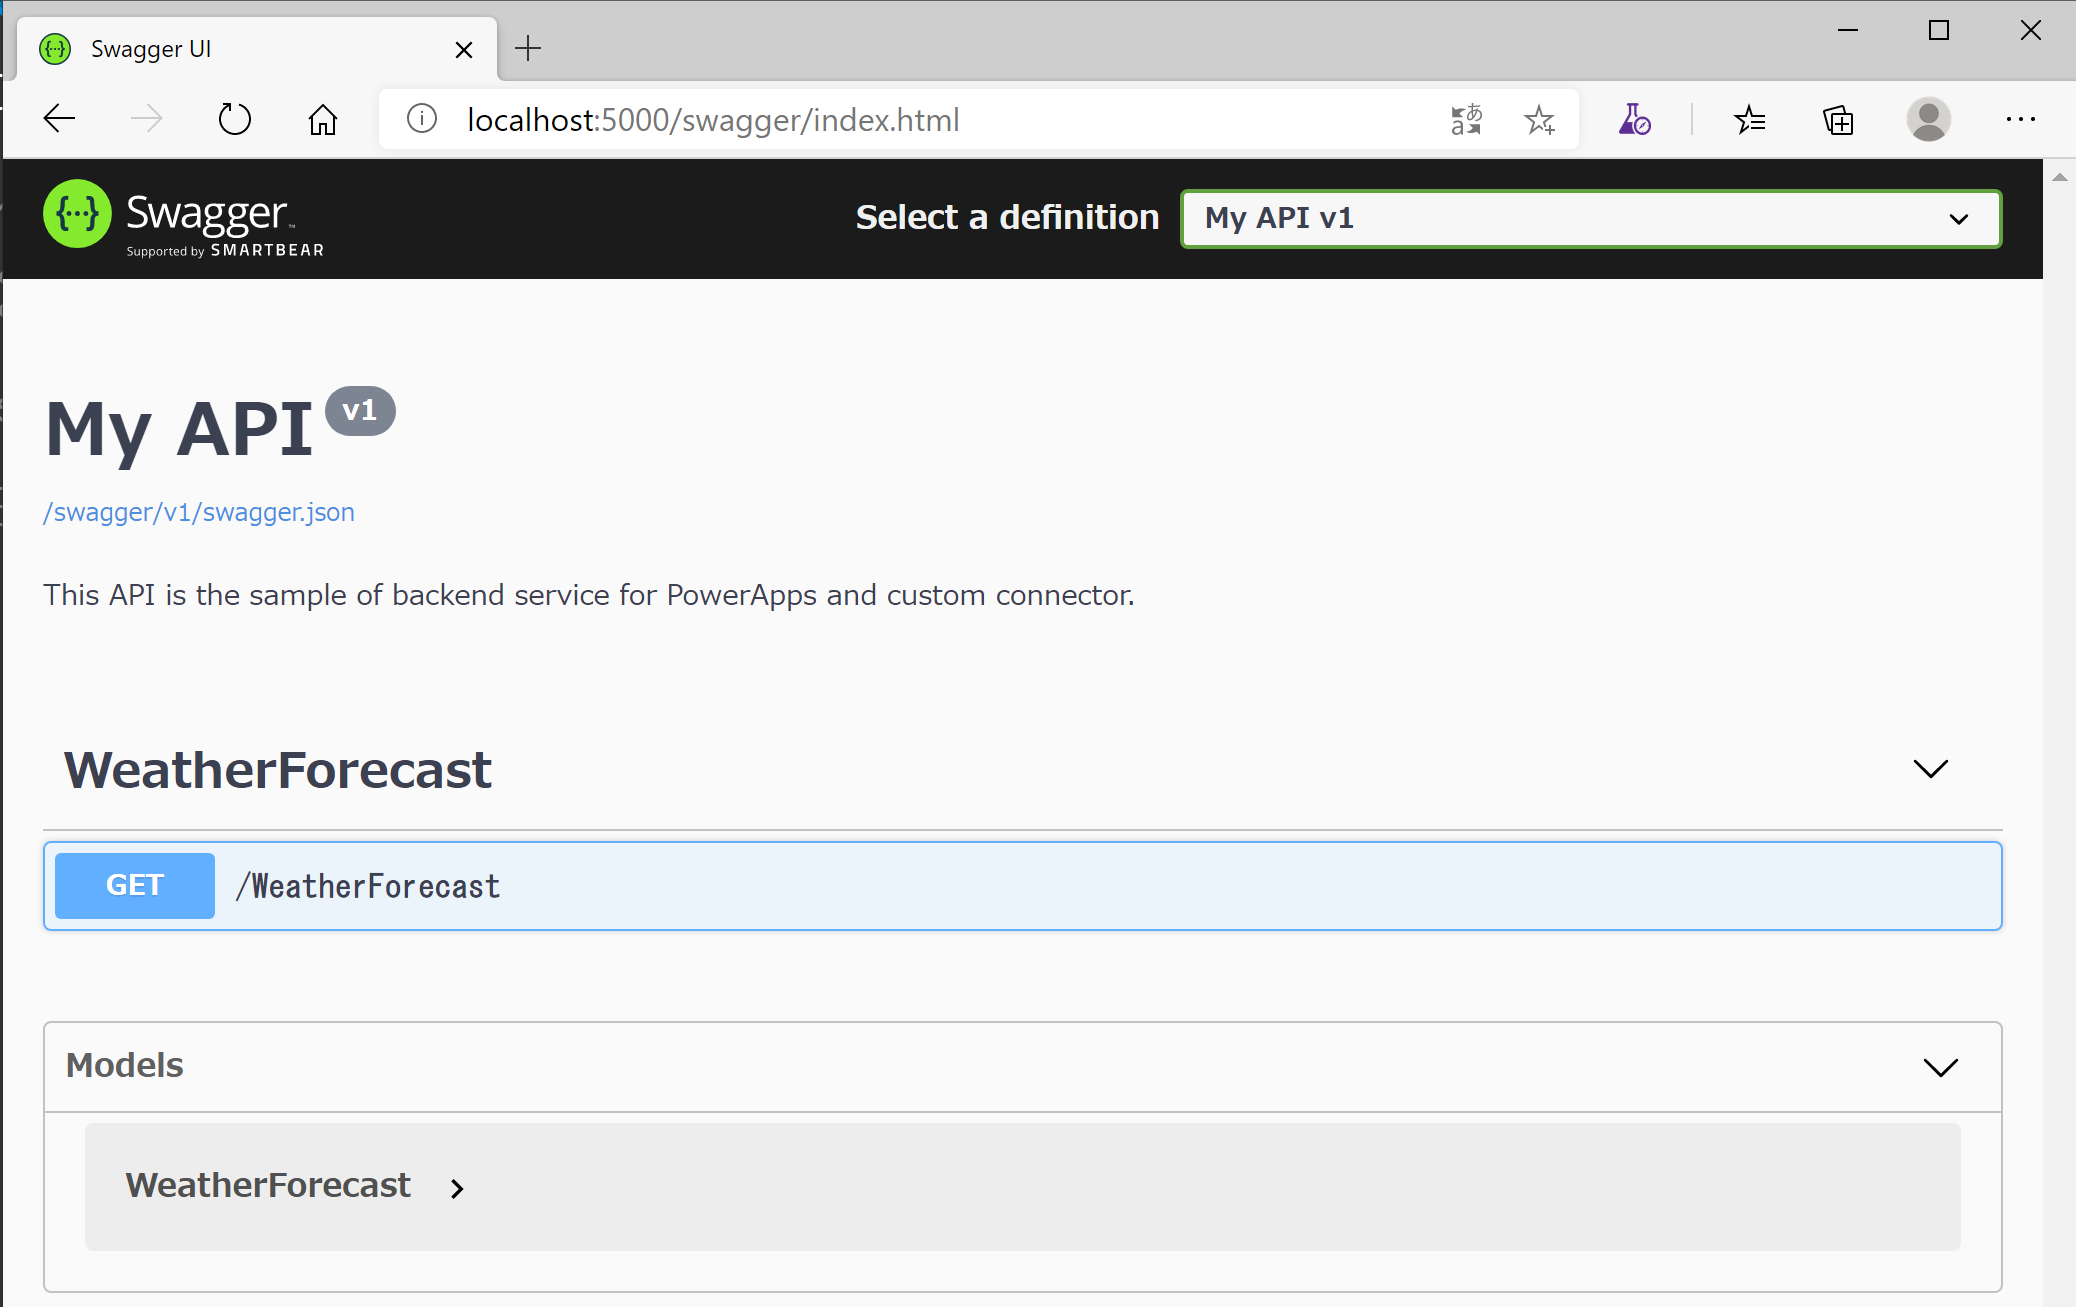 Swagger UI
localhost:5000/swagger/index.html
Swagger™
Supported by SMARTBEAR
Select a definition
My API v1
My API v1
/swagger/v1/swagger.json
This API is the sample of backend service for PowerApps and custom connector.
WeatherForecast
GET /WeatherForecast
Models
WeatherForecast